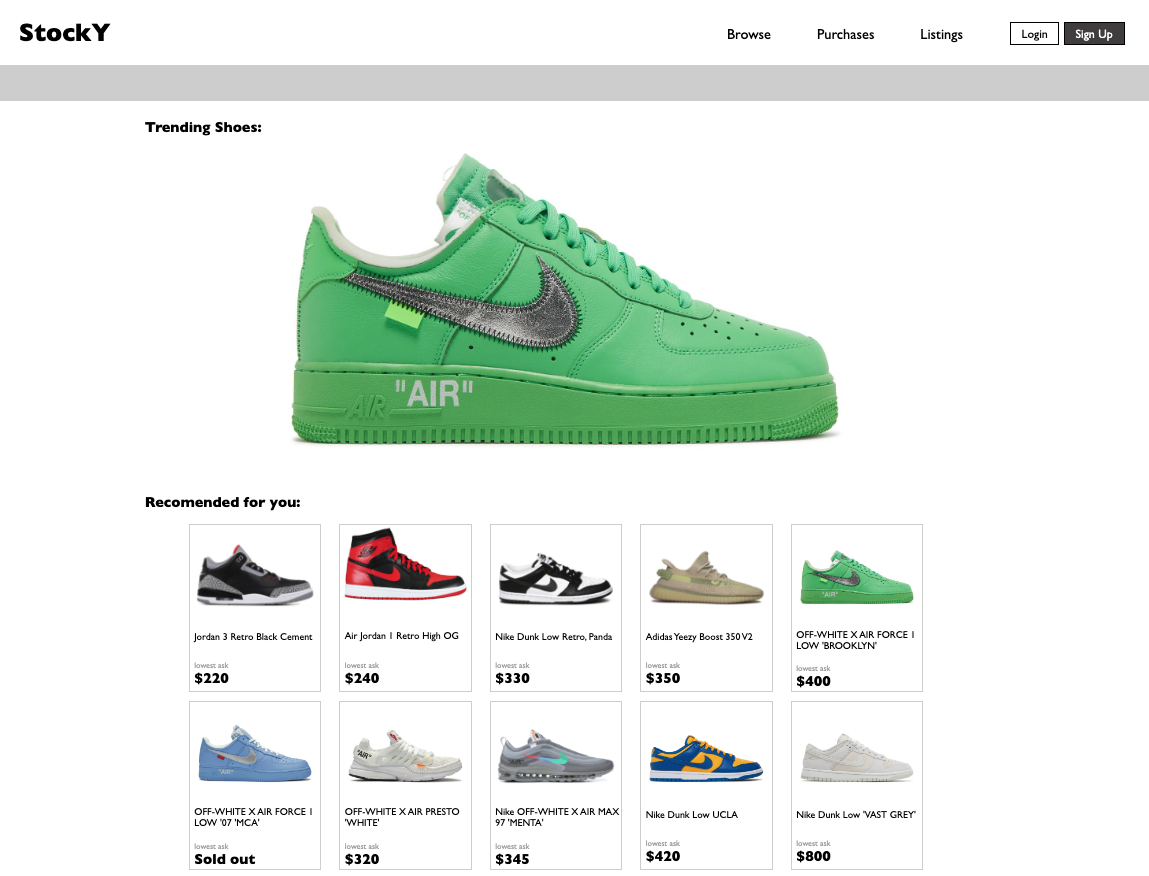 StockY
Browse
Purchases
Listings
Login
Sign Up
Trending Shoes:
"AIR"
AIR
Recomended for you:
Jordan 3 Retro Black Cement
lowest ask
$220
Air Jordan 1 Retro High OG
lowest ask
$240
Nike Dunk Low Retro, Panda
lowest ask
$330
Adidas Yeezy Boost 350 V2
lowest ask
$350
"AIR"
OFF-WHITE X AIR FORCE 1
LOW 'BROOKLYN'
lowest ask
$400
"AIR"
OFF-WHITE X AIR FORCE 1
LOW '07 'MCA'
lowest ask
Sold out
"AIR"
OFF-WHITE X AIR PRESTO
'WHITE'
lowest ask
$320
Nike OFF-WHITE X AIR MAX
97 'MENTA'
lowest ask
$345
Nike Dunk Low UCLA
lowest ask
$420
Nike Dunk Low 'VAST GREY'
lowest ask
$800